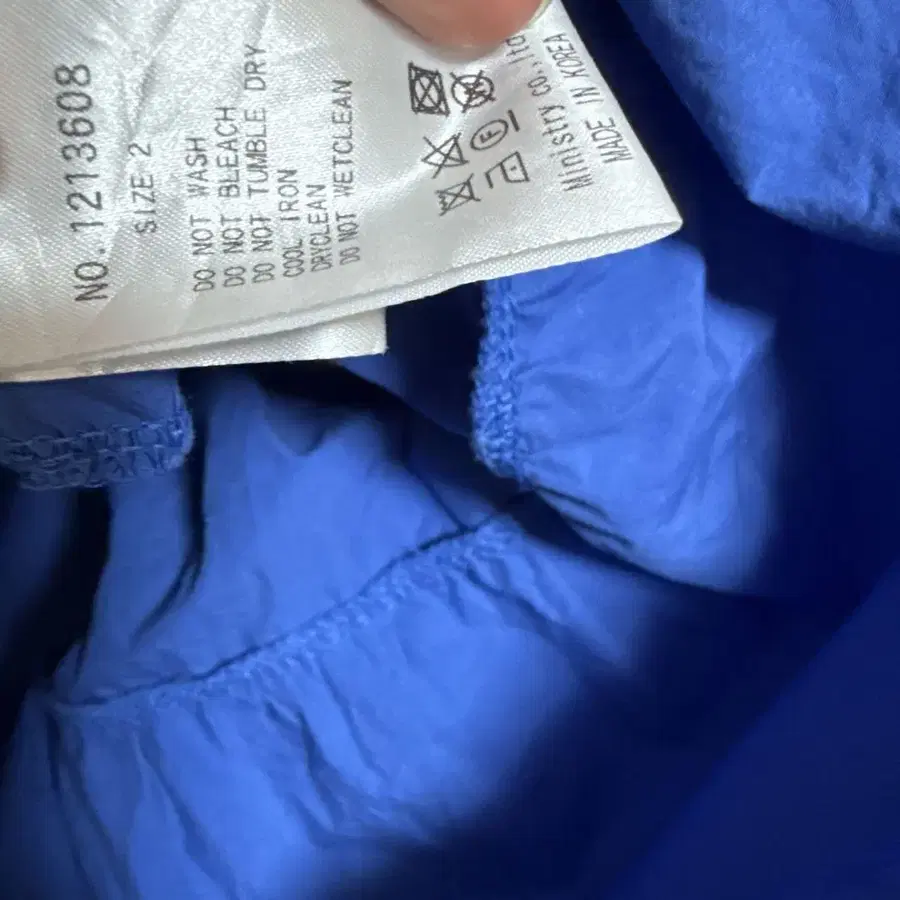 NO.1213608
SIZE 2
DO NOT WASH
DO NOT BLEACH
DO NOT TUMBLE DRY
COOL IRON
DRYCLEAN
DO NOT WETCLEAN
F
Ministry co.,ltd
MADE IN KOREA